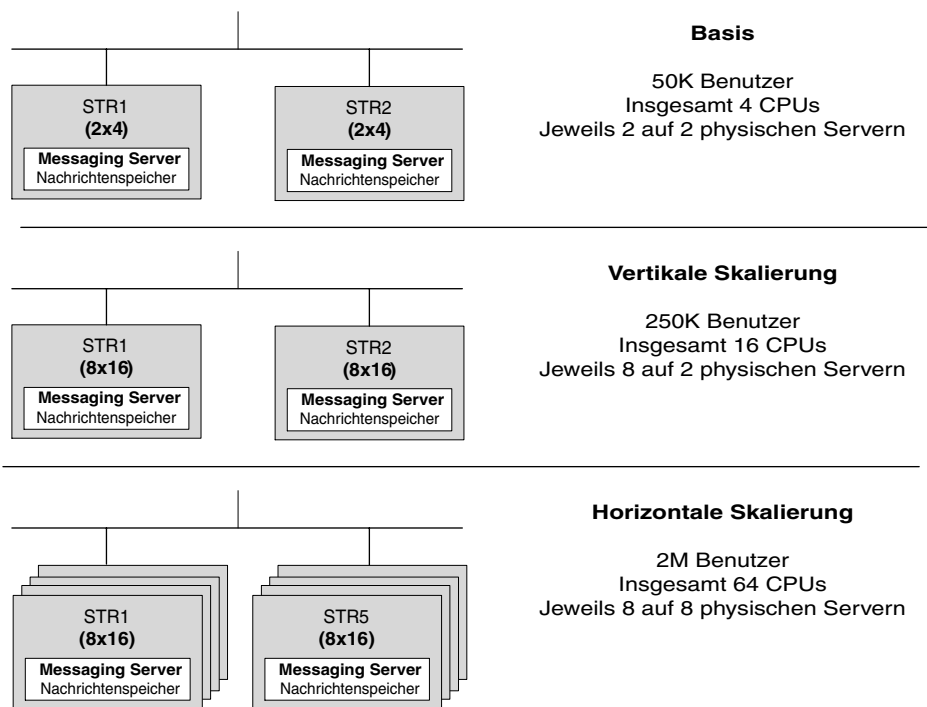 Basis
50K Benutzer
Insgesamt 4 CPUs
Jeweils 2 auf 2 physischen Servern
STR1
(2x4)
Messaging Server
Nachrichtenspeicher
STR2
(2x4)
Messaging Server
Nachrichtenspeicher
Vertikale Skalierung
250K Benutzer
Insgesamt 16 CPUs
Jeweils 8 auf 2 physischen Servern
STR1
(8x16)
Messaging Server
Nachrichtenspeicher
STR2
(8x16)
Messaging Server
Nachrichtenspeicher
Horizontale Skalierung
2M Benutzer
Insgesamt 64 CPUs
Jeweils 8 auf 8 physischen Servern
STR1
(8x16)
Messaging Server
Nachrichtenspeicher
STR5
(8x16)
Messaging Server
Nachrichtenspeicher